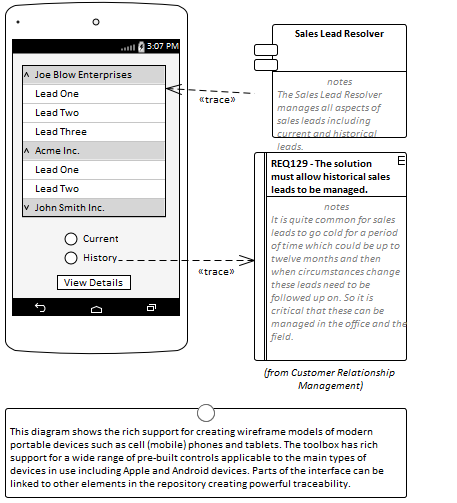 3:07 PM
Joe Blow Enterprises
Lead One
Lead Two
Lead Three
Acme Inc.
Lead One
Lead Two
John Smith Inc.
Current
History
View Details
«trace»
«trace»
Sales Lead Resolver
notes
The Sales Lead Resolver
manages all aspects of
sales leads including
current and historical
leads.
E
REQ129 - The solution
must allow historical sales
leads to be managed.
notes
It is quite common for sales
leads to go cold for a period
of time which could be up to
twelve months and then
when circumstances change
these leads need to be
followed up on. So it is
critical that these can be
managed in the office and the
field.
(from Customer Relationship
Management)
This diagram shows the rich support for creating wireframe models of modern
portable devices such as cell (mobile) phones and tablets. The toolbox has rich
support for a wide range of pre-built controls applicable to the main types of
devices in use including Apple and Android devices. Parts of the interface can be
linked to other elements in the repository creating powerful traceability.